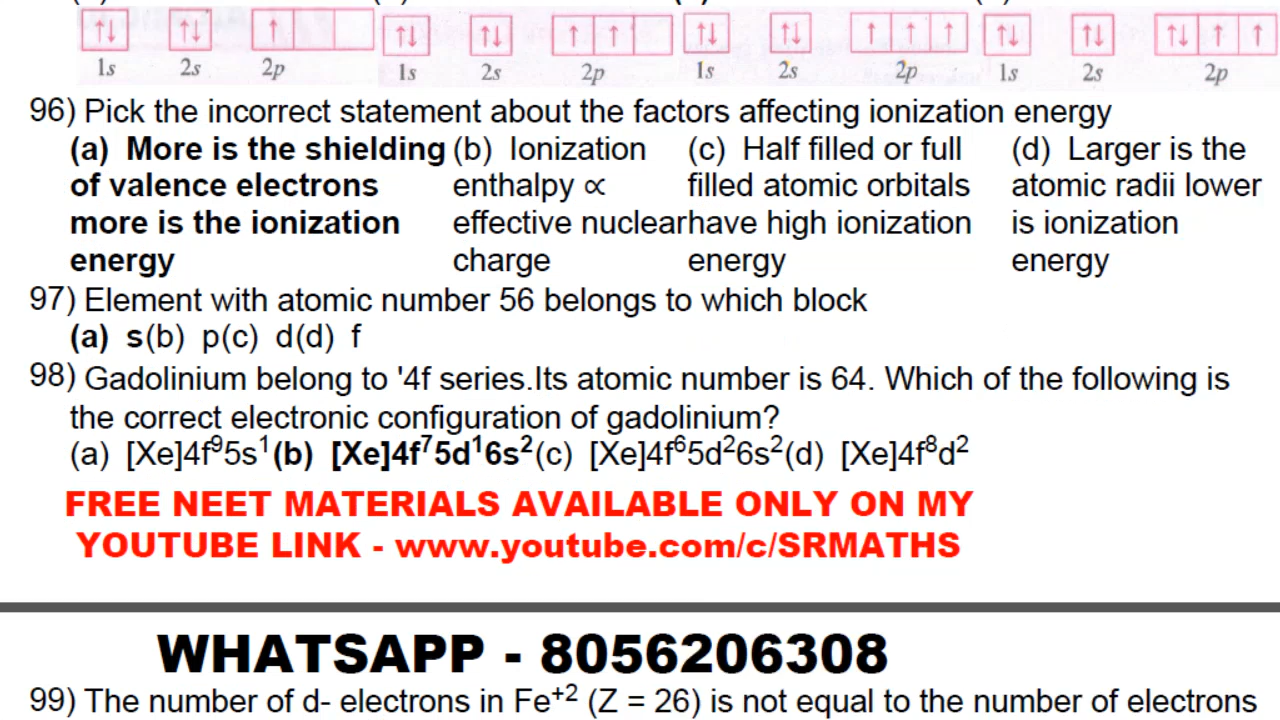 ↑↓ ↑↓ ↑ ↑↓ ↑↓ ↑ ↑ ↑↓ ↑↓ ↑ ↑ ↑ ↑↓ ↑↓ ↑↓ ↑ ↑
1s 2s 2p 1s 2s 2p 1s 2s 2p 1s 2s 2p
96) Pick the incorrect statement about the factors affecting ionization energy
(a) More is the shielding (b) Ionization (c) Half filled or full (d) Larger is the
of valence electrons enthalpy ∝ filled atomic orbitals atomic radii lower
more is the ionization effective nuclearhave high ionization is ionization
energy charge energy energy
97) Element with atomic number 56 belongs to which block
(a) s(b) p(c) d(d) f
98) Gadolinium belong to '4f series.Its atomic number is 64. Which of the following is
the correct electronic configuration of gadolinium?
(a) [Xe]4f⁹5s¹(b) [Xe]4f⁷5d¹6s²(c) [Xe]4f⁶5d²6s²(d) [Xe]4f⁸d²
FREE NEET MATERIALS AVAILABLE ONLY ON MY
YOUTUBE LINK - www.youtube.com/c/SRMATHS
WHATSAPP - 8056206308
99) The number of d- electrons in Fe⁺² (Z = 26) is not equal to the number of electrons